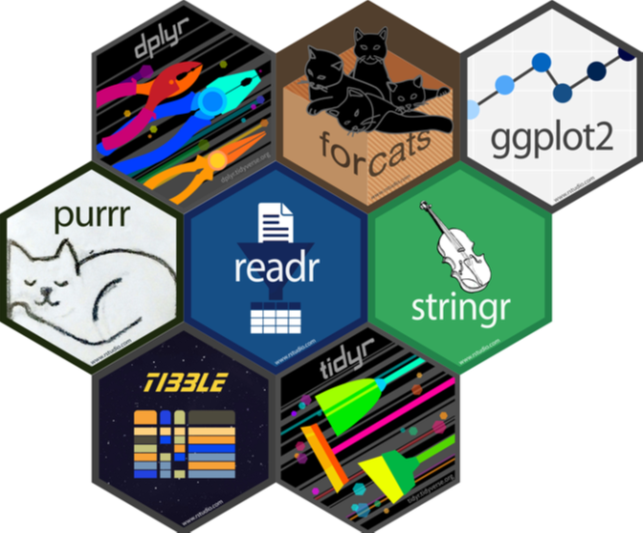 dplyr
dplyr.tidyverse.org
forcats
ggplot2
www.rstudio.com
purrr
www.rstudio.com
readr
www.rstudio.com
stringr
www.rstudio.com
TIBBLE
www.rstudio.com
tidyr
tidyr.tidyverse.org